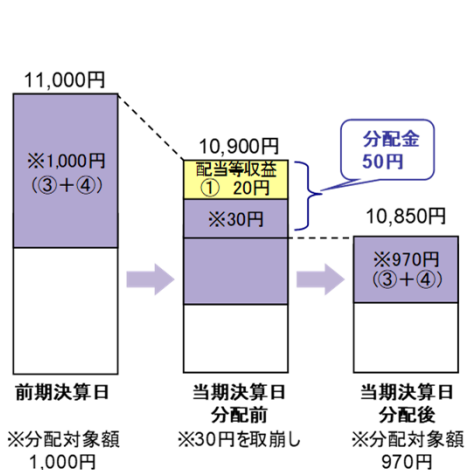 11,000円
※1,000円
(③+④)
10,900円
配当等収益
① 20円
※30円
分配金
50円
10,850円
※970円
(③+④)
前期決算日
当期決算日
分配前
当期決算日
分配後
※分配対象額
1,000円
※30円を取崩し
※分配対象額
970円